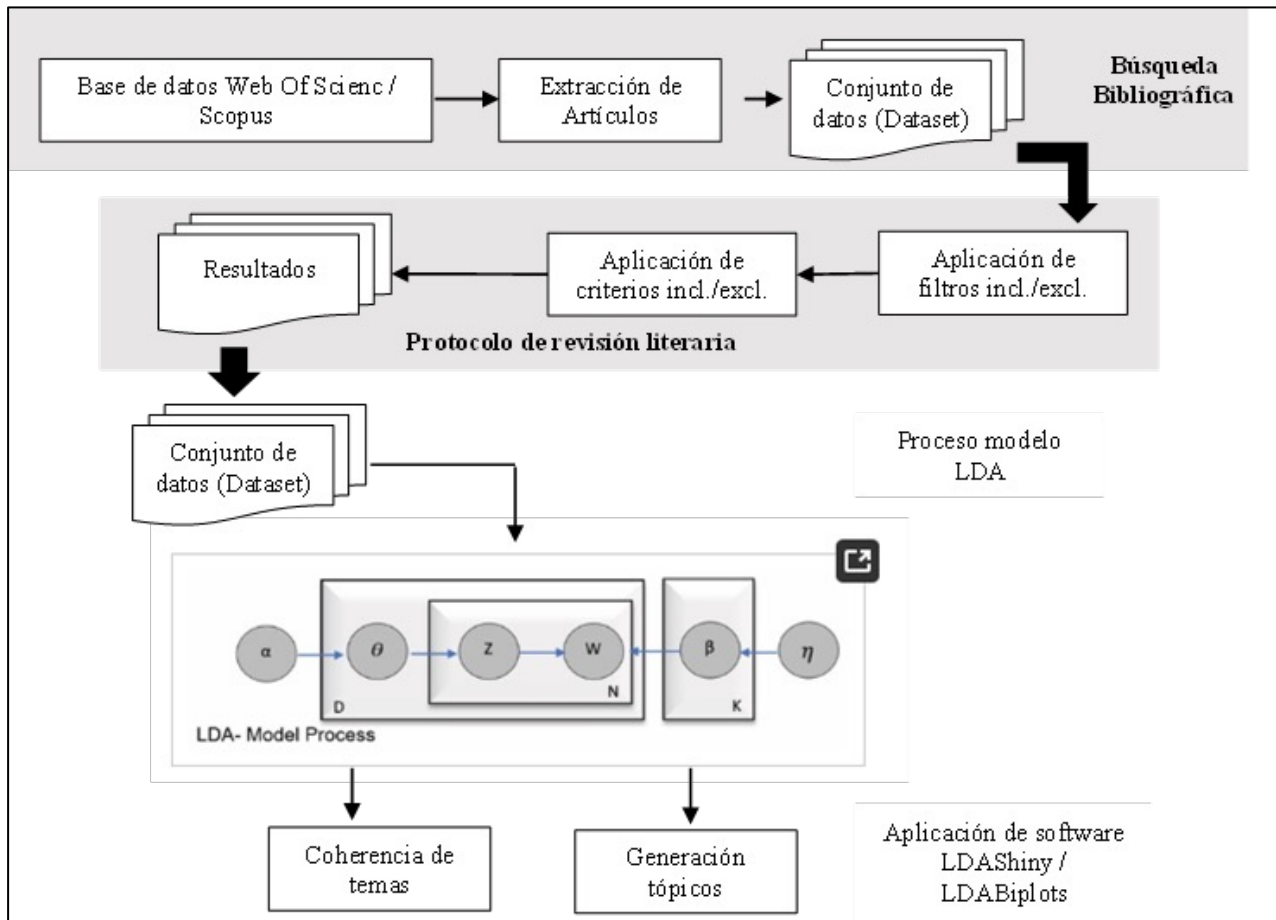 Base de datos Web Of Scienc /
Scopus
Extracción de
Artículos
Conjunto de
datos (Dataset)
Búsqueda
Bibliográfica
Resultados
Aplicación de
criterios incl./excl.
Aplicación de
filtros incl./excl.
Protocolo de revisión literaria
Conjunto de
datos (Dataset)
Proceso modelo
LDA
α
θ
Z
W
β
η
N
D
K
LDA- Model Process
Coherencia de
temas
Generación
tópicos
Aplicación de software
LDAShiny /
LDABiplots